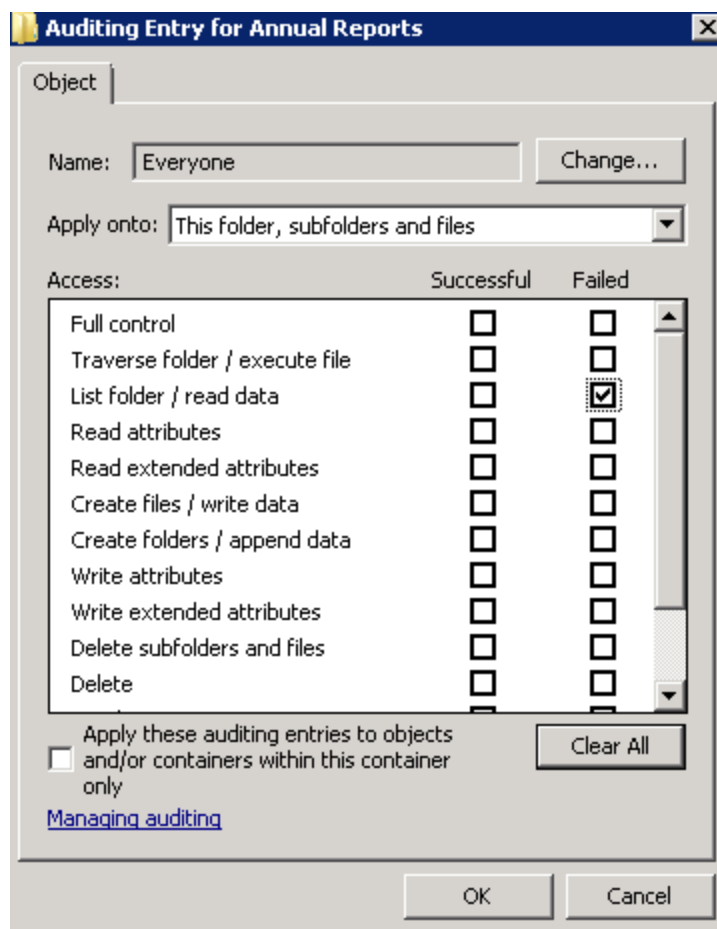 Auditing Entry for Annual Reports
Object
Name: Everyone Change...
Apply onto: This folder, subfolders and files
Access: Successful Failed
Full control
Traverse folder / execute file
List folder / read data
Read attributes
Read extended attributes
Create files / write data
Create folders / append data
Write attributes
Write extended attributes
Delete subfolders and files
Delete
Apply these auditing entries to objects
and/or containers within this container
only
Clear All
Managing auditing
OK Cancel